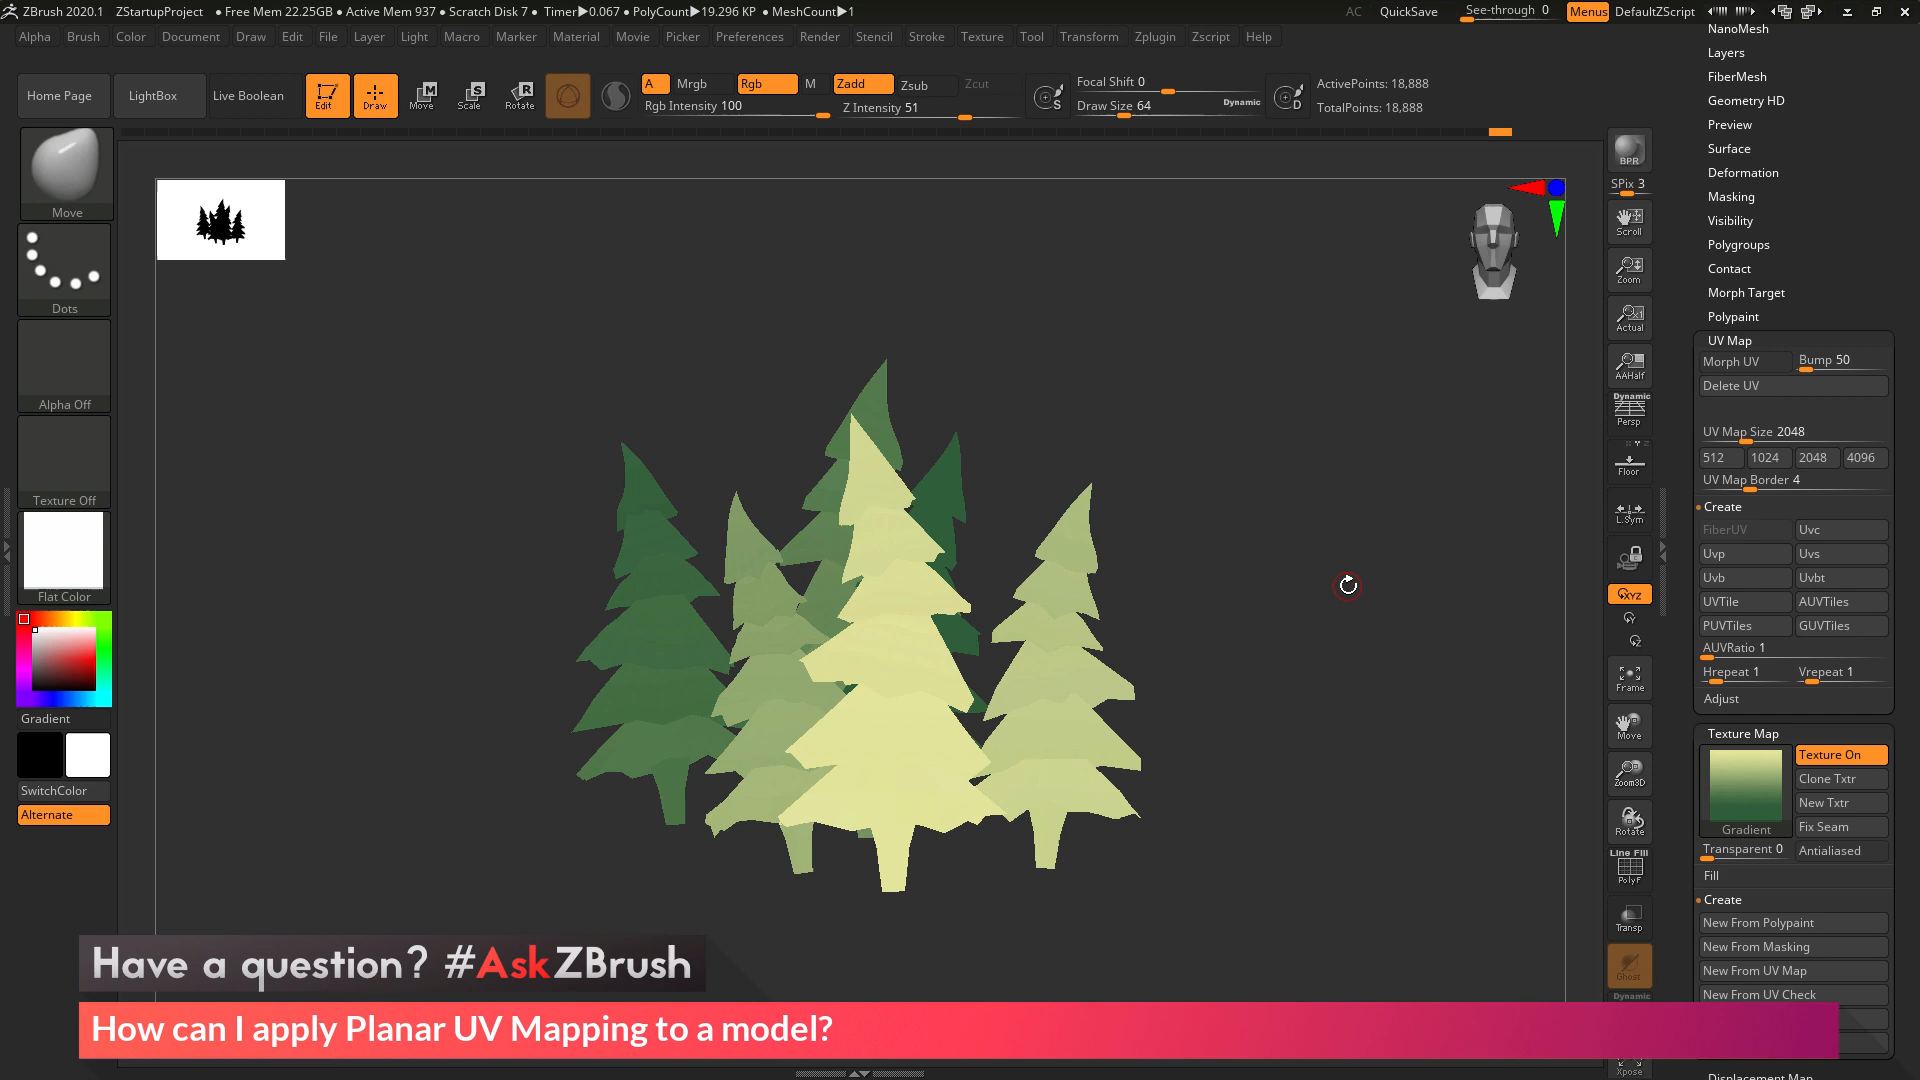 ZBrush 2020.1 ZStartupProject • Free Mem 22.25GB • Active Mem 937 • Scratch Disk 7 • Timer▶0.067 • PolyCount▶19.296 KP • MeshCount▶1 AC QuickSave See-through 0 Menus DefaultZScript
Alpha Brush Color Document Draw Edit File Layer Light Macro Marker Material Movie Picker Preferences Render Stencil Stroke Texture Tool Transform Zplugin Zscript Help
Home Page LightBox Live Boolean Edit Draw Move Scale Rotate
A Mrgb Rgb M Zadd Zsub Zcut
Rgb Intensity 100 Z Intensity 51
Focal Shift 0
Draw Size 64 Dynamic
ActivePoints: 18,888
TotalPoints: 18,888
Move
Dots
Alpha Off
Texture Off
Flat Color
Gradient
SwitchColor
Alternate
BPR
SPix 3
Scroll
Zoom
Actual
AAHalf
Dynamic
Persp
Floor
L.Sym
XYZ
Frame
Move
Zoom3D
Rotate
Line Fill
PolyF
Transp
Ghost
Dynamic
Xpose
NanoMesh
Layers
FiberMesh
Geometry HD
Preview
Surface
Deformation
Masking
Visibility
Polygroups
Contact
Morph Target
Polypaint
UV Map
Morph UV Bump 50
Delete UV
UV Map Size 2048
512 1024 2048 4096
UV Map Border 4
Create
FiberUV Uvc
Uvp Uvs
Uvb Uvbt
UVTile AUVTiles
PUVTiles GUVTiles
AUVRatio 1
Hrepeat 1 Vrepeat 1
Adjust
Texture Map
Texture On
Clone Txtr
New Txtr
Gradient Fix Seam
Transparent 0 Antialiased
Fill
Create
New From Polypaint
New From Masking
New From UV Map
New From UV Check
Displacement Map
Have a question? #AskZBrush
How can I apply Planar UV Mapping to a model?